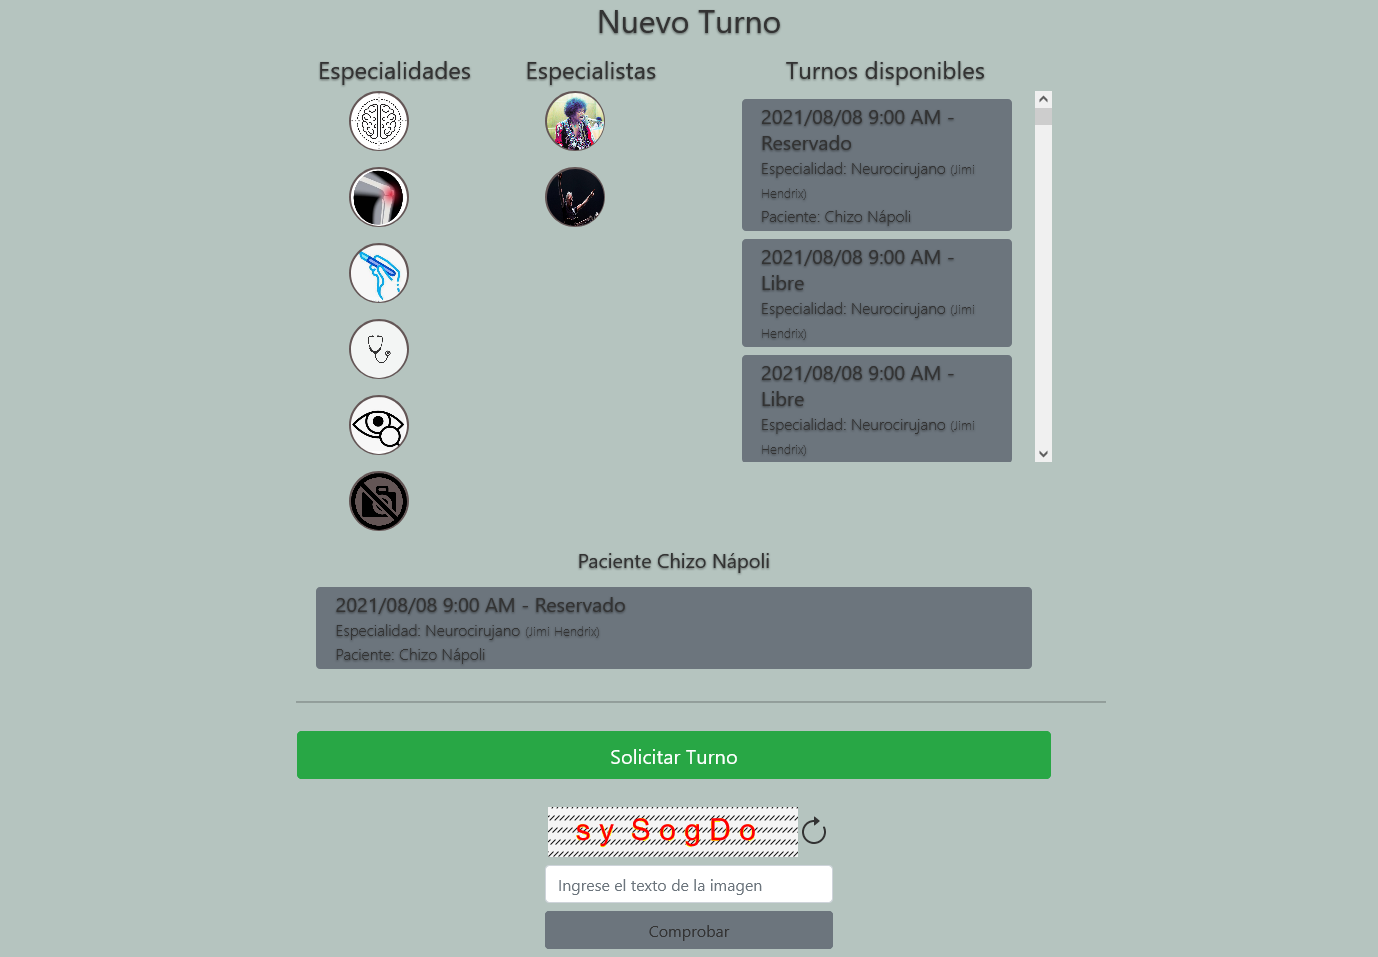 Nuevo Turno
Especialidades
Especialistas
Turnos disponibles
2021/08/08 9:00 AM -
Reservado
Especialidad: Neurocirujano (Jimi
Hendrix)
Paciente: Chizo Nápoli
2021/08/08 9:00 AM -
Libre
Especialidad: Neurocirujano (Jimi
Hendrix)
2021/08/08 9:00 AM -
Libre
Especialidad: Neurocirujano (Jimi
Hendrix)
Paciente Chizo Nápoli
2021/08/08 9:00 AM - Reservado
Especialidad: Neurocirujano (Jimi Hendrix)
Paciente: Chizo Nápoli
Solicitar Turno
s y S o g D o
Ingrese el texto de la imagen
Comprobar